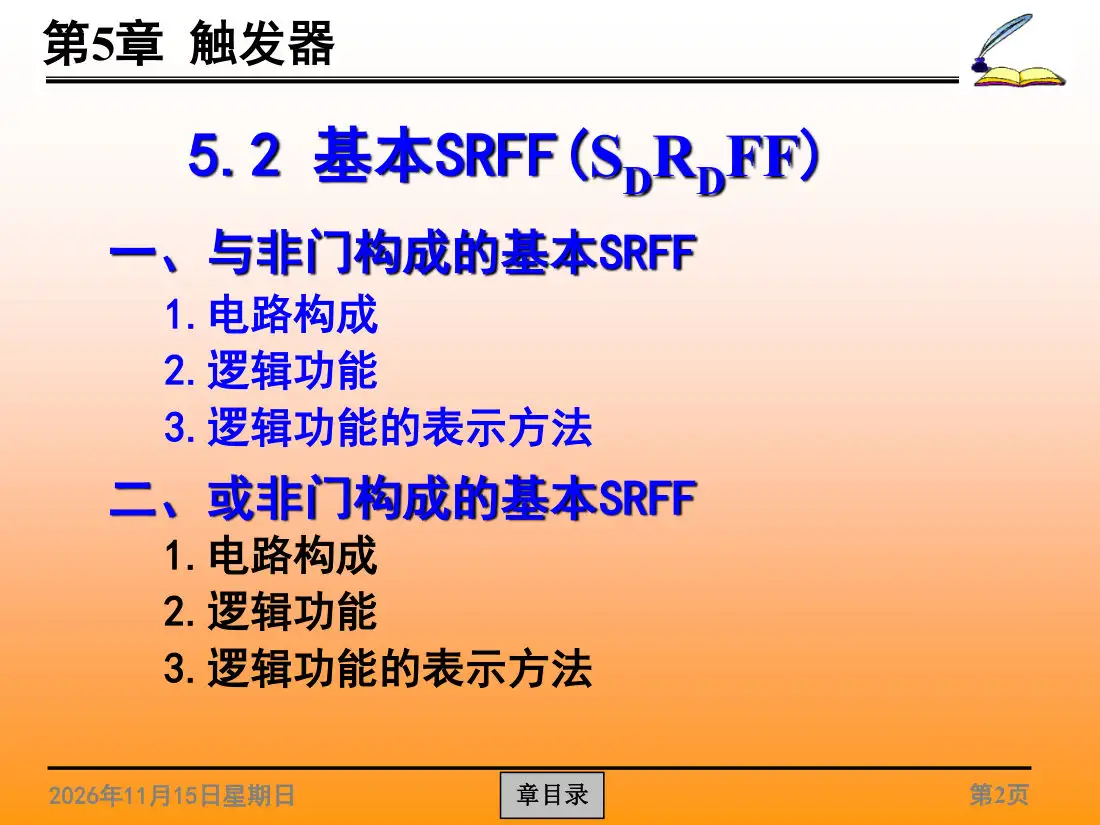 第5章 触发器
5.2 基本SRFF(SDRDFF)
一、与非门构成的基本SRFF
1.电路构成
2.逻辑功能
3.逻辑功能的表示方法
二、或非门构成的基本SRFF
1.电路构成
2.逻辑功能
3.逻辑功能的表示方法
2026年11月15日星期日
章目录
第2页